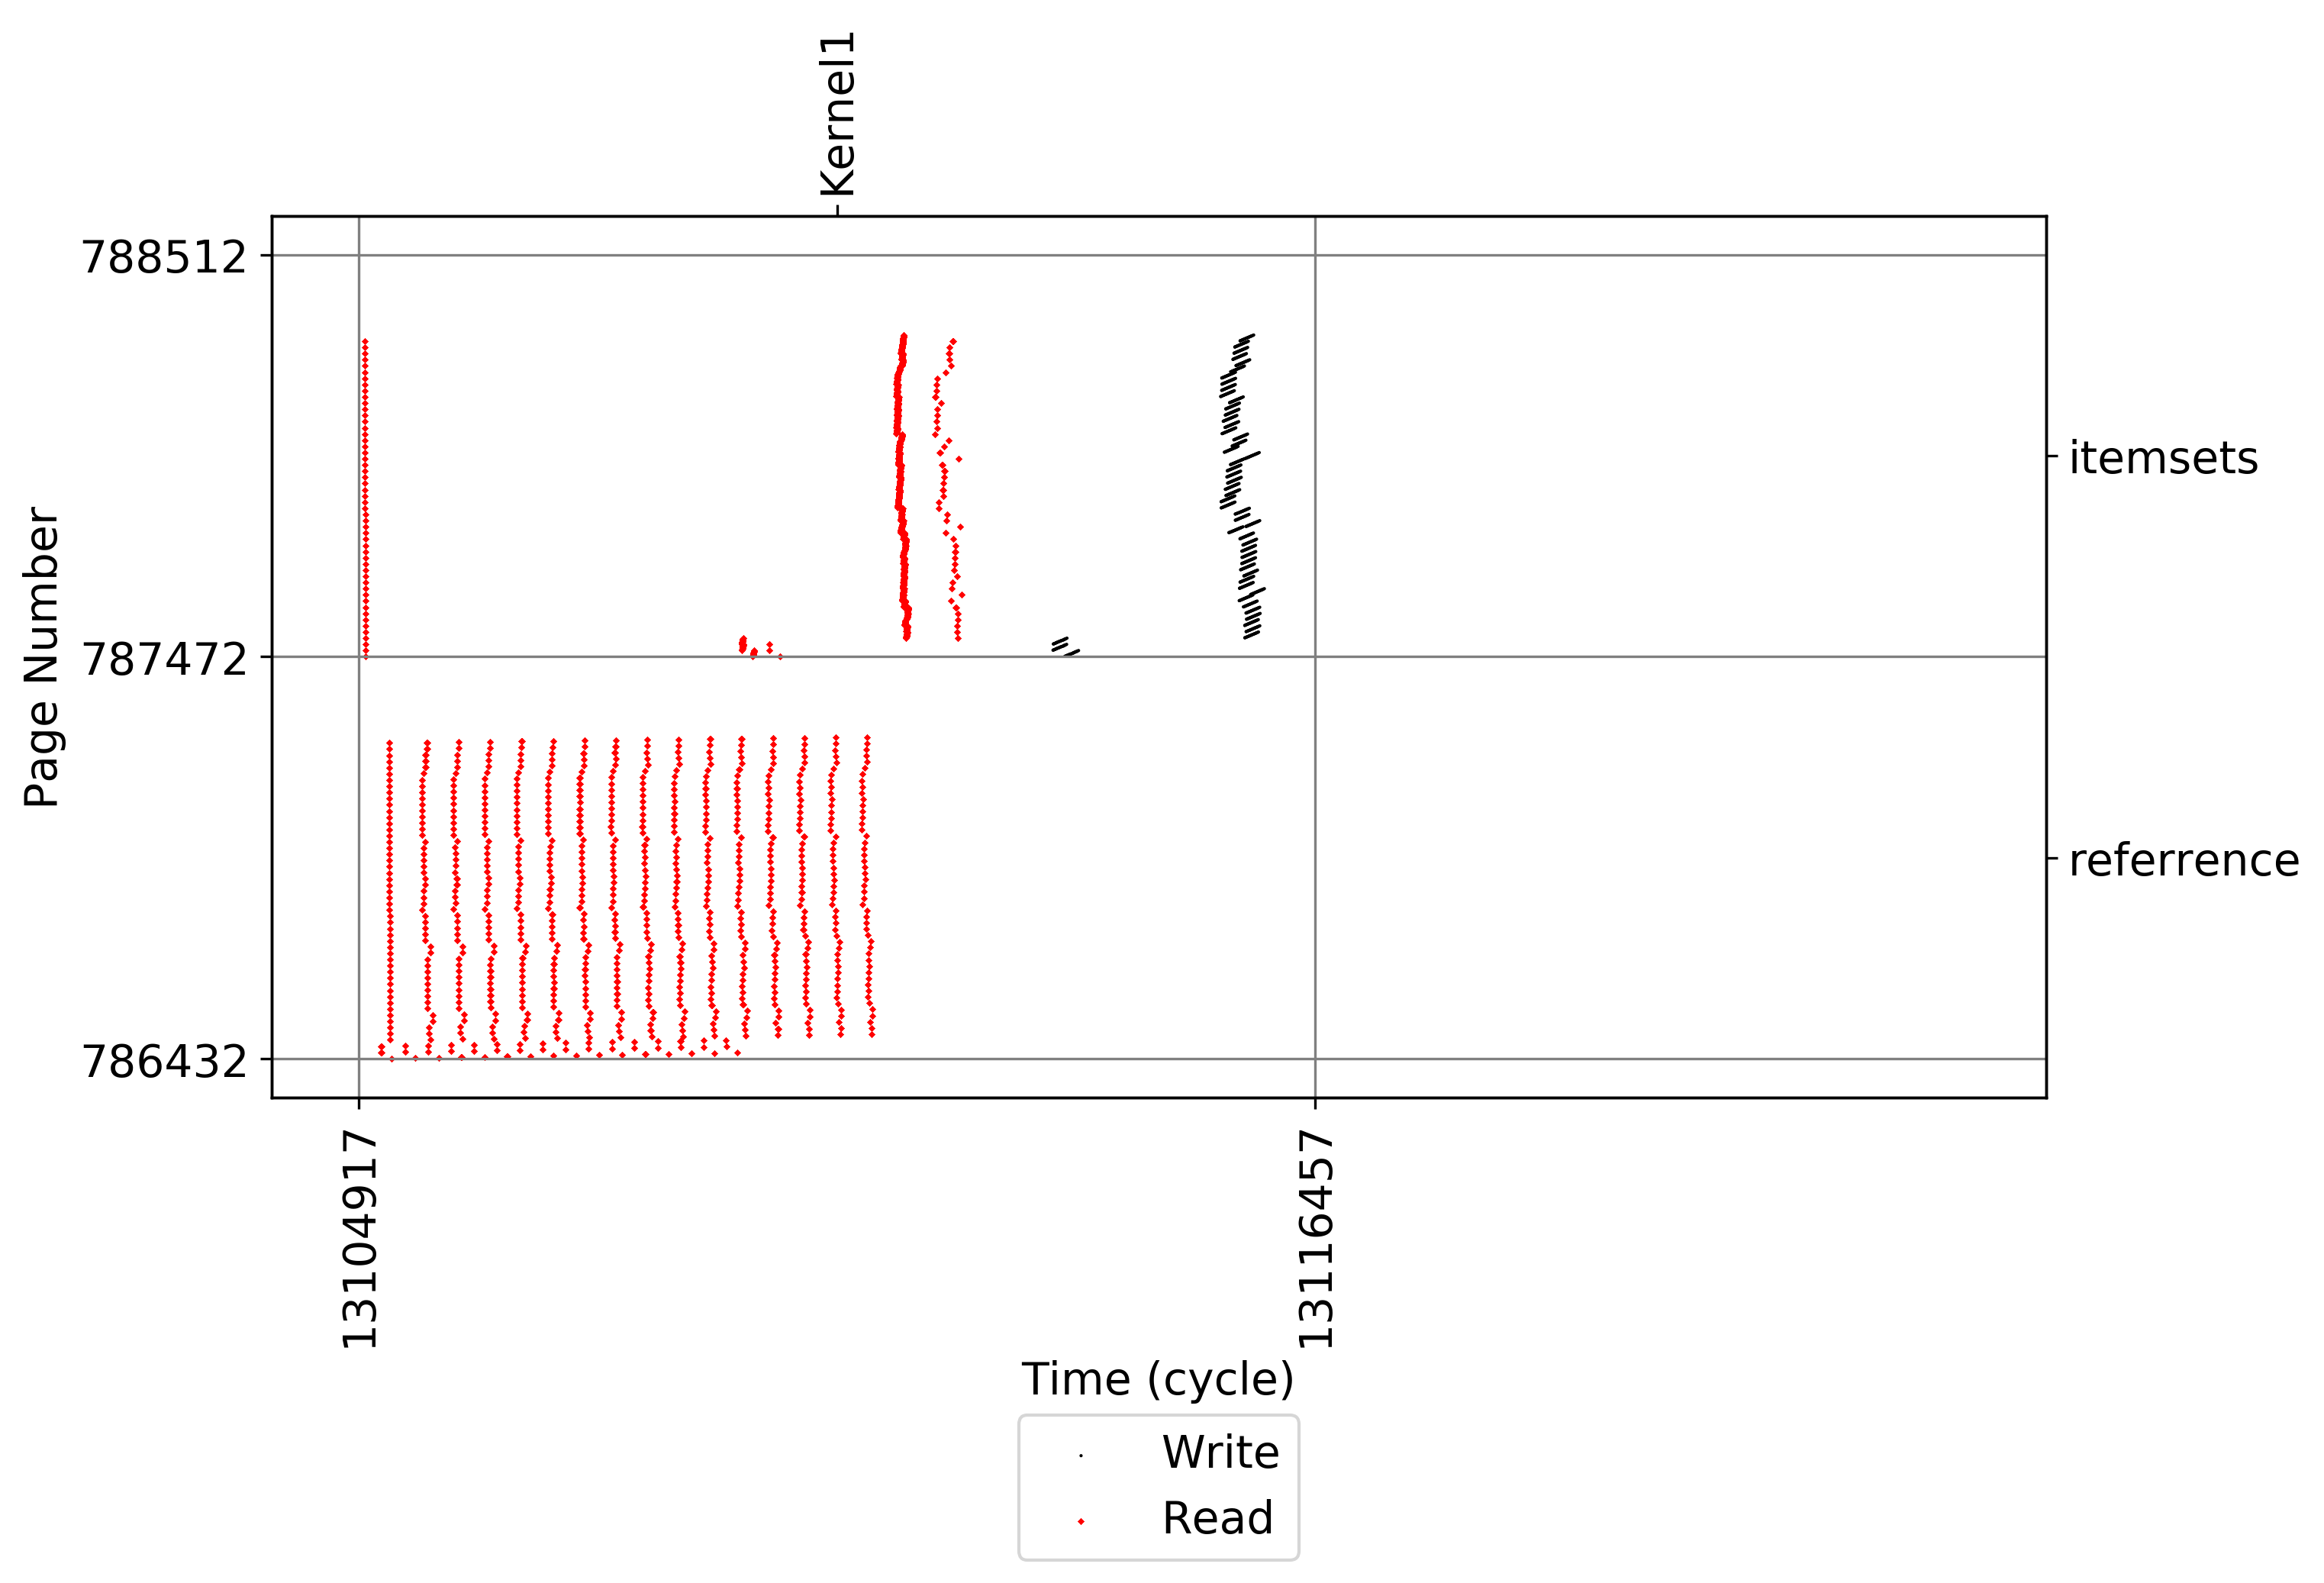 Kernel1
788512
787472
786432
Page Number
itemsets
referrence
13104917
13116457
Time (cycle)
Write
Read